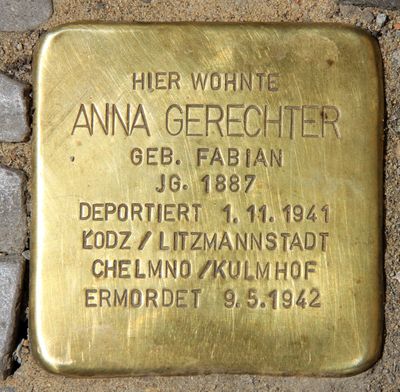 HIER WOHNTE
ANNA GERECHTER
GEB. FABIAN
JG. 1887
DEPORTIERT 1.11.1941
ŁODZ / LITZMANNSTADT
CHELMNO / KULMHOF
ERMORDET 9.5.1942